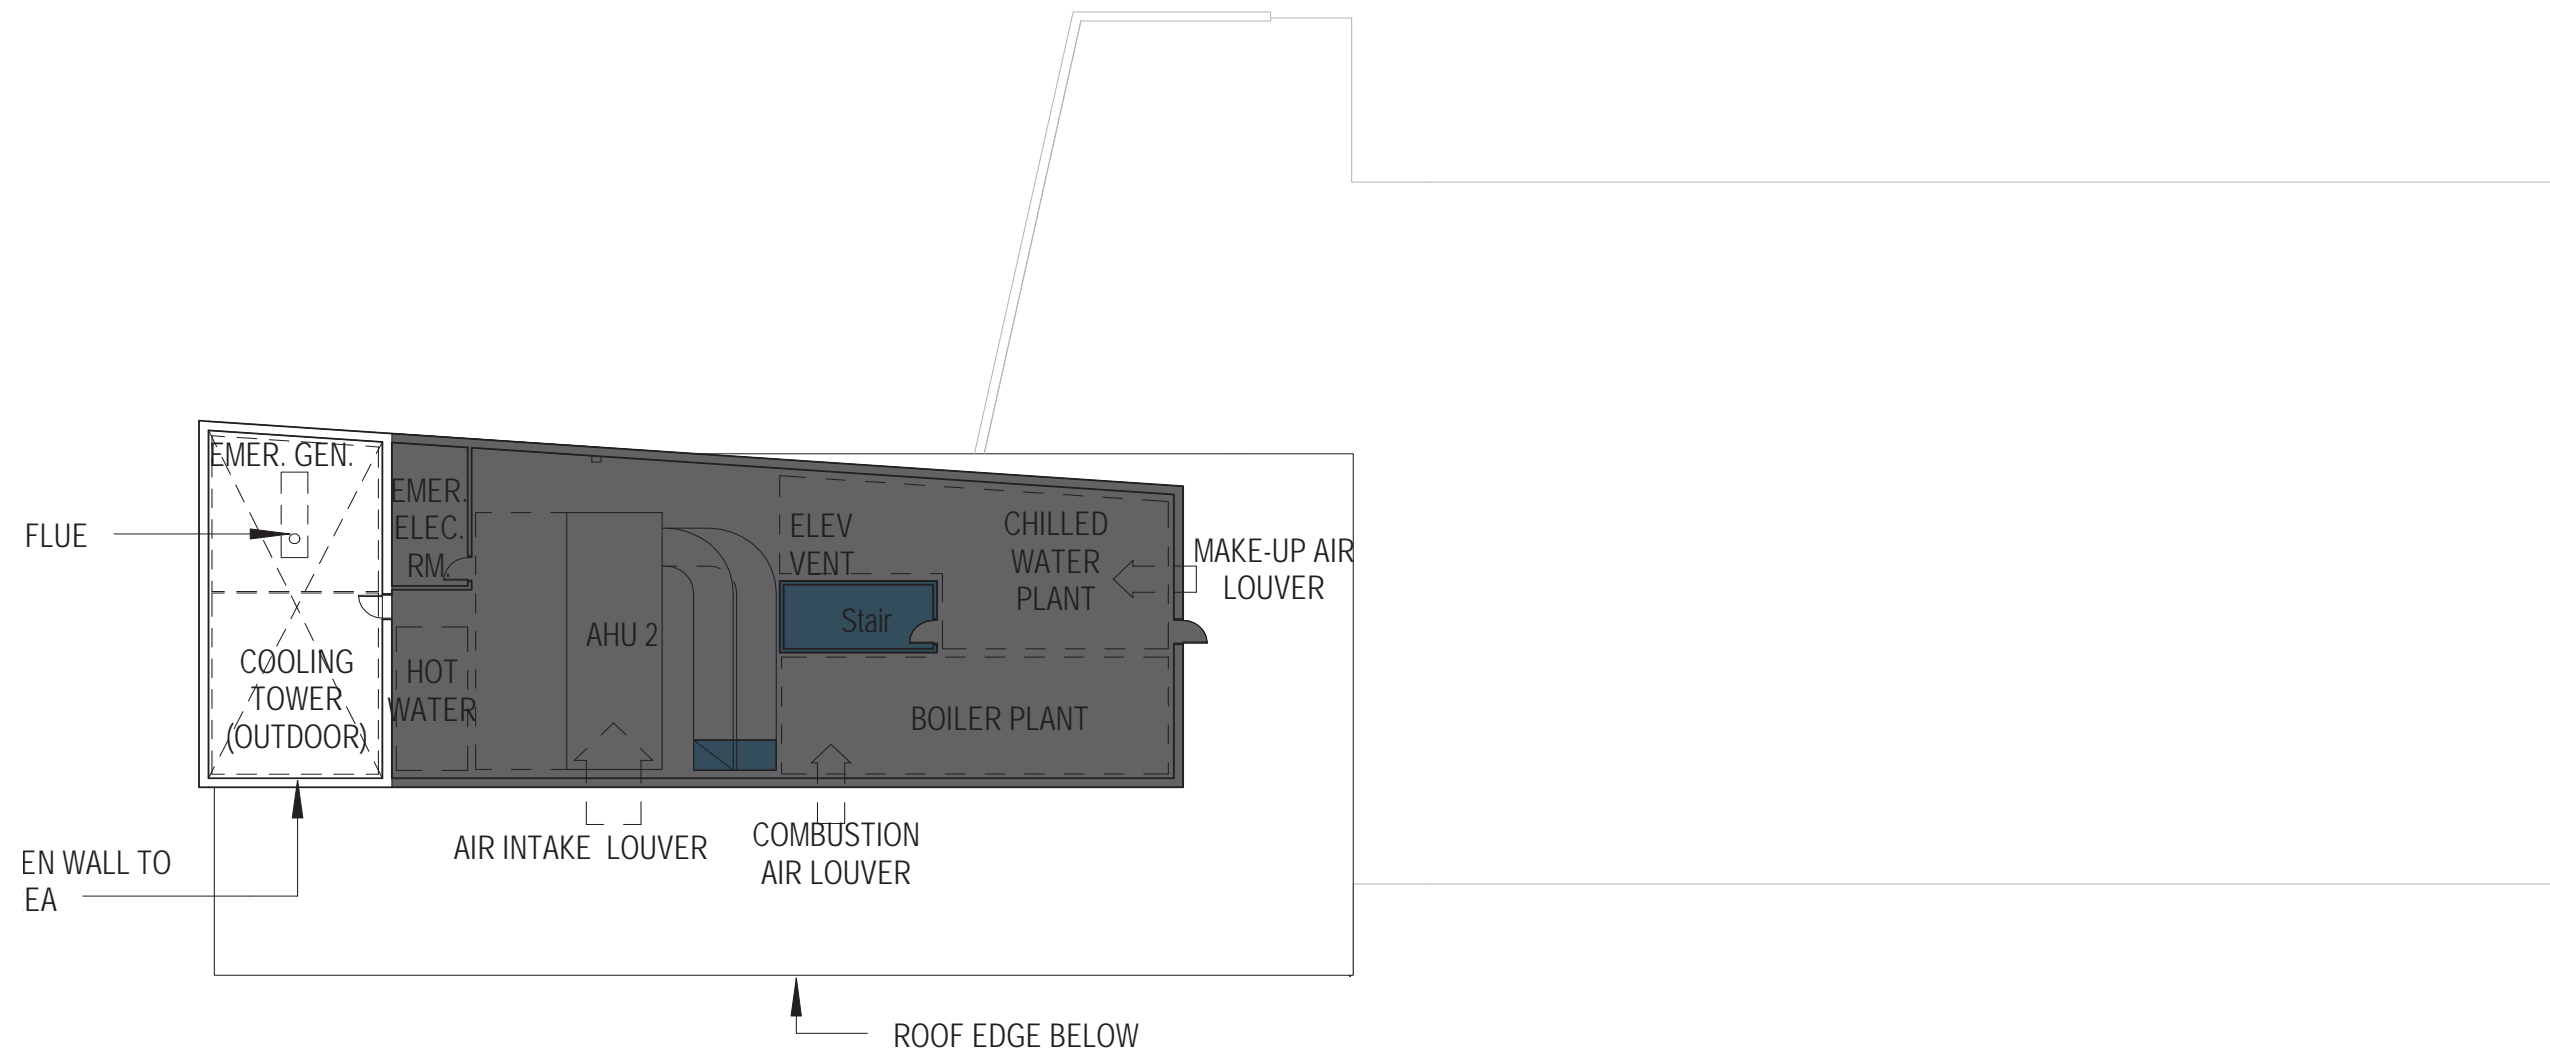 EMER. GEN.
FLUE
COOLING
TOWER
(OUTDOOR)
EMER.
ELEC.
RM.
HOT
WATER
AHU 2
ELEV
VENT
Stair
CHILLED
WATER
PLANT
BOILER PLANT
MAKE-UP AIR
LOUVER
AIR INTAKE LOUVER
COMBUSTION
AIR LOUVER
EN WALL TO
EA
ROOF EDGE BELOW